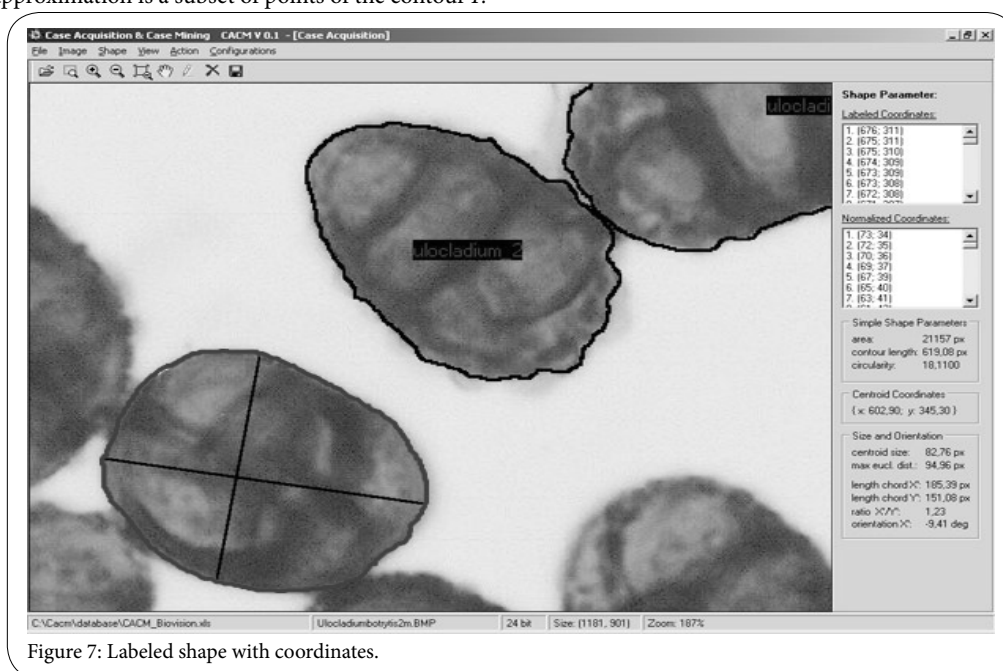 approximation is a subset of points of the contour
Case Acquisition & Case Mining CACM V 0.1 - [Case Acquisition]
File Image Shape View Action Configurations
ulocladi
ulocladium_2
Shape Parameter:
Labeled Coordinates:
1. (676; 311)
2. (675; 311)
3. (675; 310)
4. (674; 309)
5. (673; 309)
6. (673; 308)
7. (672; 308)
Normalized Coordinates:
1. (73; 34)
2. (72; 35)
3. (70; 36)
4. (69; 37)
5. (67; 39)
6. (65; 40)
7. (63; 41)
Simple Shape Parameters
area: 21157 px
contour length: 619,08 px
circularity: 18,1100
Centroid Coordinates
( x: 602,90; y: 345,30 )
Size and Orientation
centroid size: 82,76 px
max eucl. dist.: 94,96 px
length chord X': 185,39 px
length chord Y': 151,08 px
ratio X'/Y': 1,23
orientation X': -9,41 deg
C:\Cacm\database\CACM_Biovision.xls Ulocladiumbotrytis2m.BMP 24 bit Size: (1181, 901) Zoom: 187%
Figure 7: Labeled shape with coordinates.